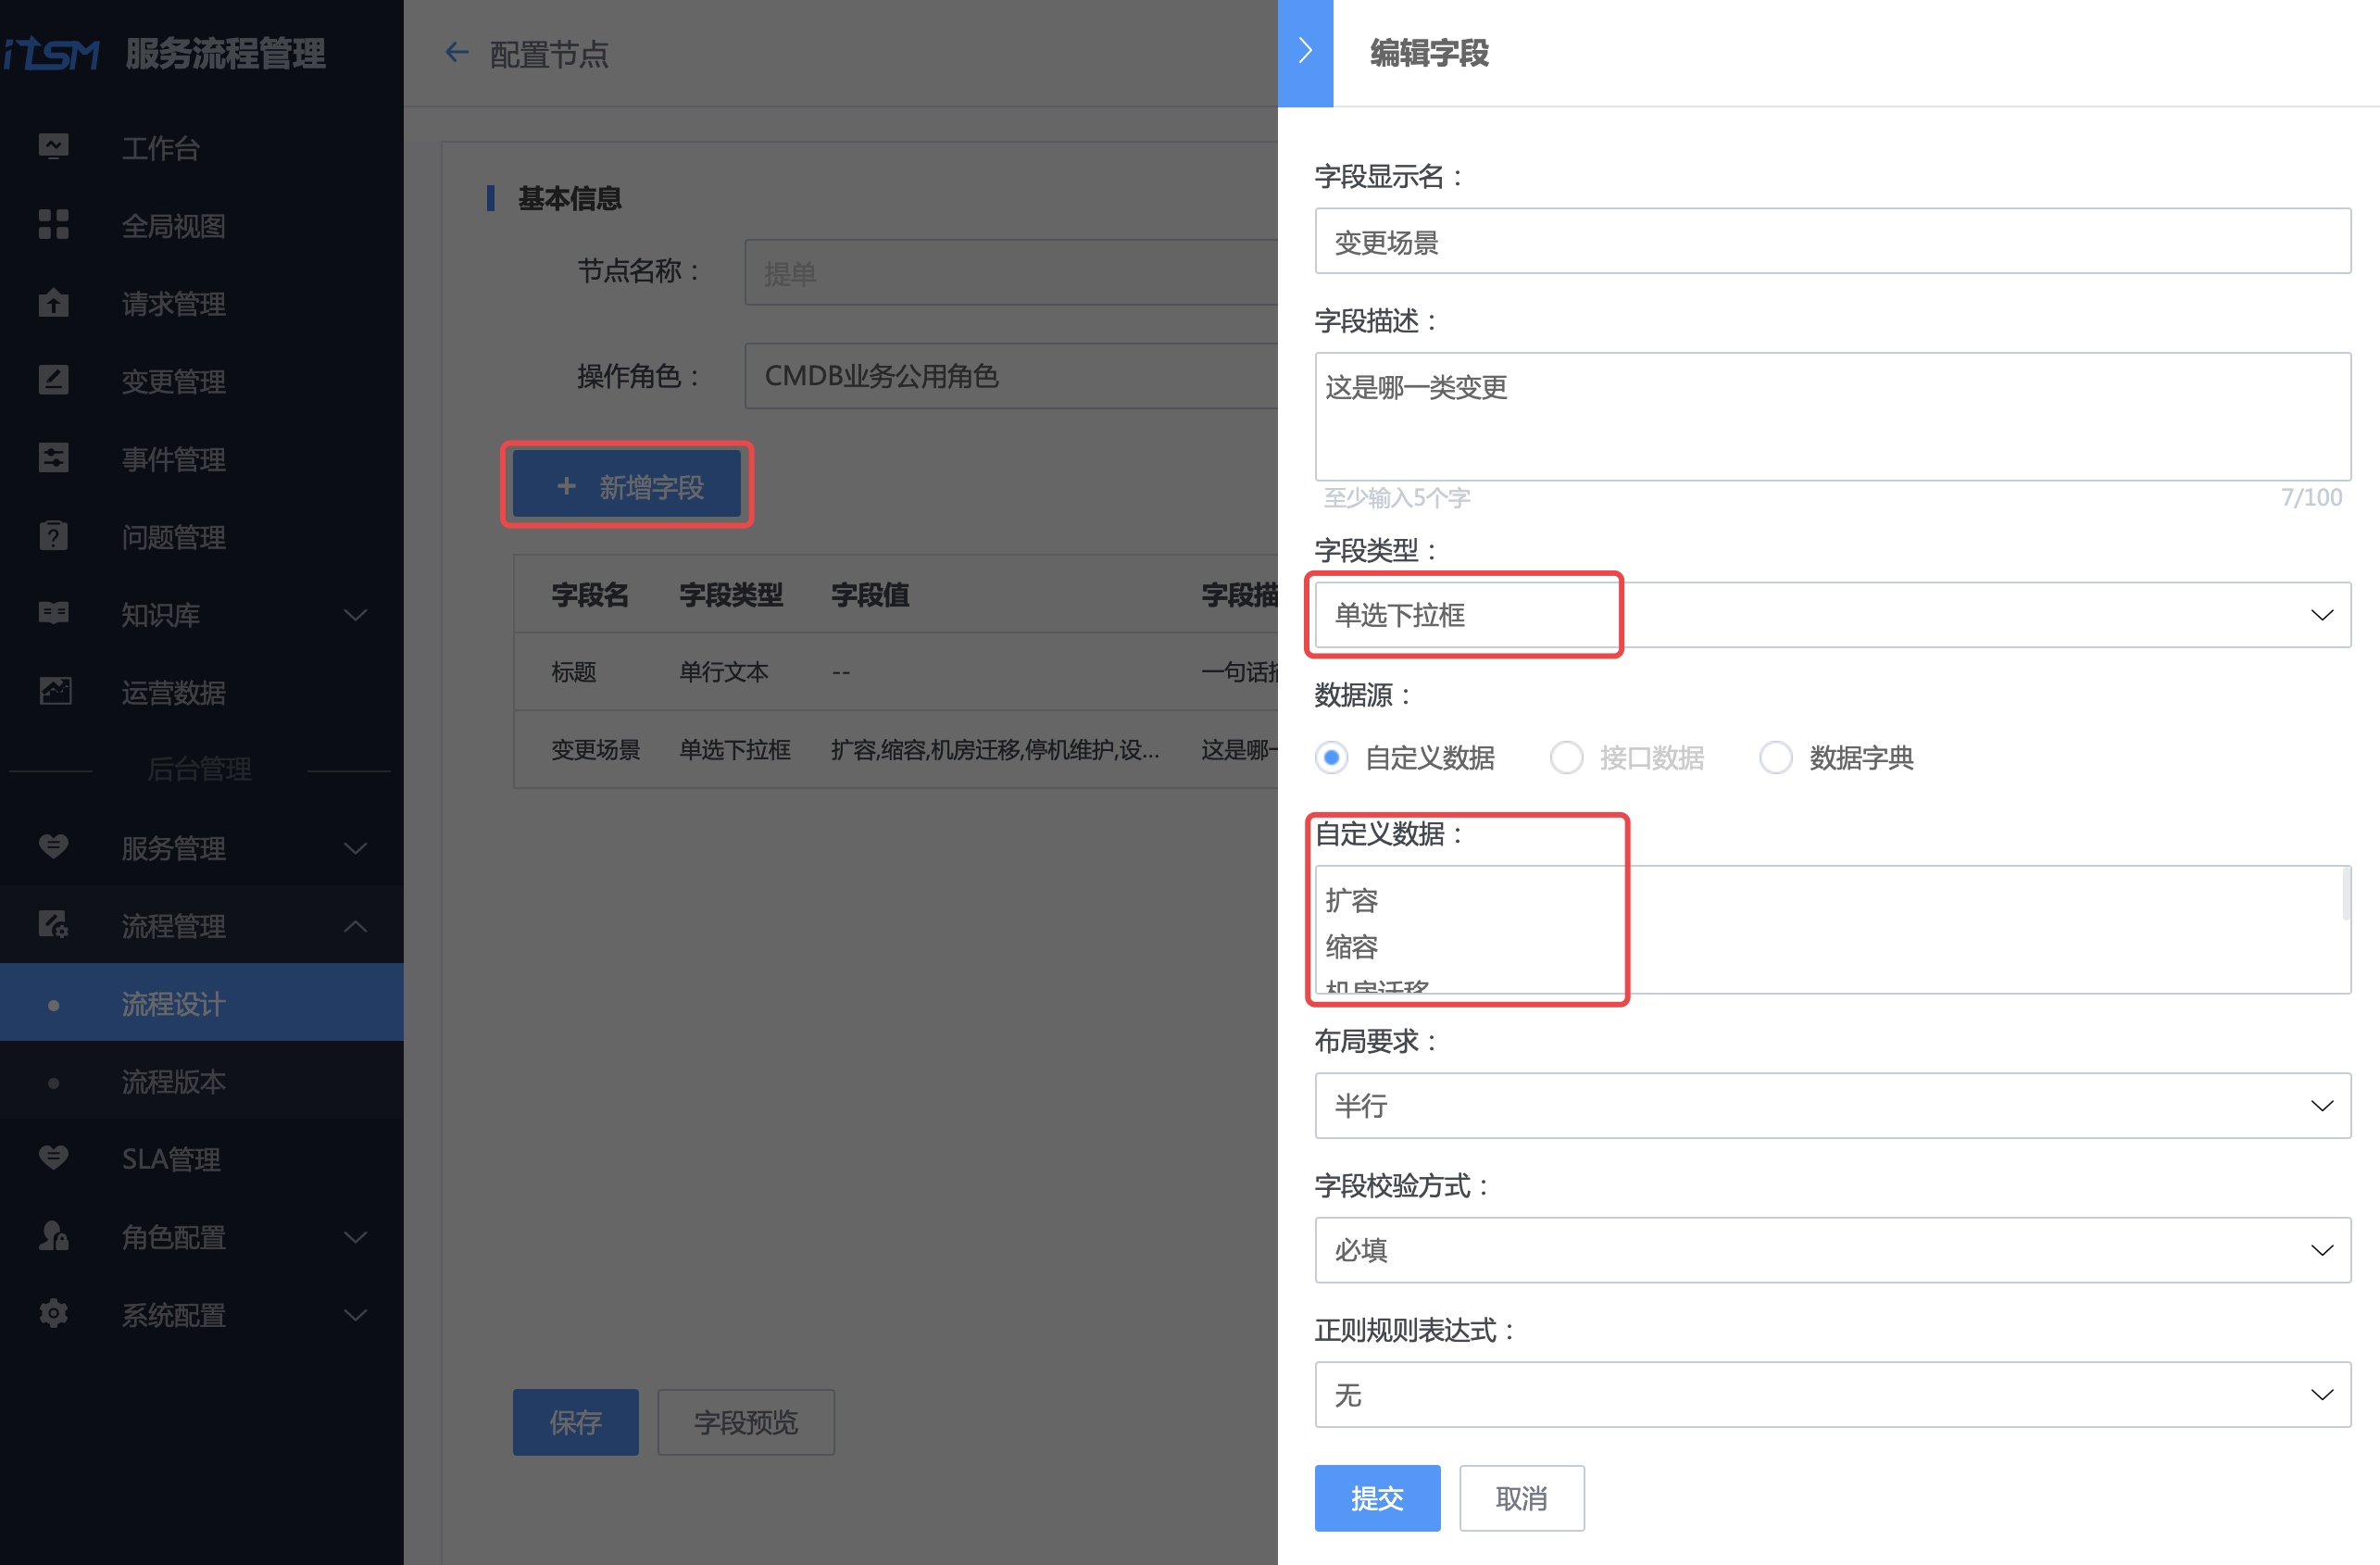 iTSM 服务流程管理
工作台
全局视图
请求管理
变更管理
事件管理
问题管理
知识库
运营数据
后台管理
服务管理
流程管理
流程设计
流程版本
SLA管理
角色配置
系统配置
配置节点
基本信息
节点名称：
提单
操作角色：
CMDB业务公用角色
+ 新增字段
字段名 字段类型 字段值 字段描
标题 单行文本 -- 一句话
变更场景 单选下拉框 扩容,缩容,机房迁移,停机维护,设... 这是哪一
保存 字段预览
编辑字段
字段显示名：
变更场景
字段描述：
这是哪一类变更
至少输入5个字 7/100
字段类型：
单选下拉框
数据源：
自定义数据 接口数据 数据字典
自定义数据：
扩容
缩容
机房迁移
布局要求：
半行
字段校验方式：
必填
正则规则表达式：
无
提交 取消